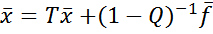 x̄ = Tx̄ + (1 − Q)⁻¹f̄